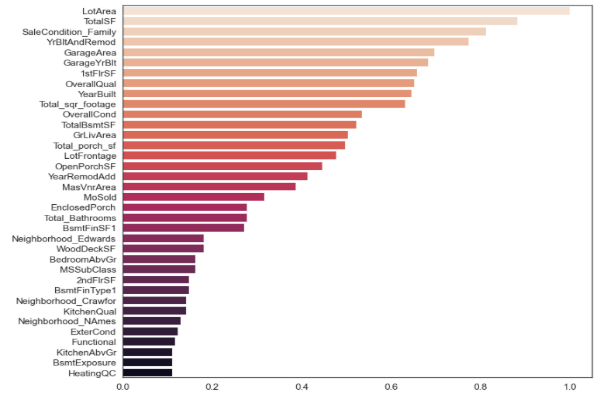 LotArea
TotalSF
SaleCondition_Family
YrBltAndRemod
GarageArea
GarageYrBlt
1stFlrSF
OverallQual
YearBuilt
Total_sqr_footage
OverallCond
TotalBsmtSF
GrLivArea
Total_porch_sf
LotFrontage
OpenPorchSF
YearRemodAdd
MasVnrArea
MoSold
EnclosedPorch
Total_Bathrooms
BsmtFinSF1
Neighborhood_Edwards
WoodDeckSF
BedroomAbvGr
MSSubClass
2ndFlrSF
BsmtFinType1
Neighborhood_Crawfor
KitchenQual
Neighborhood_NAmes
ExterCond
Functional
KitchenAbvGr
BsmtExposure
HeatingQC
0.0 0.2 0.4 0.6 0.8 1.0